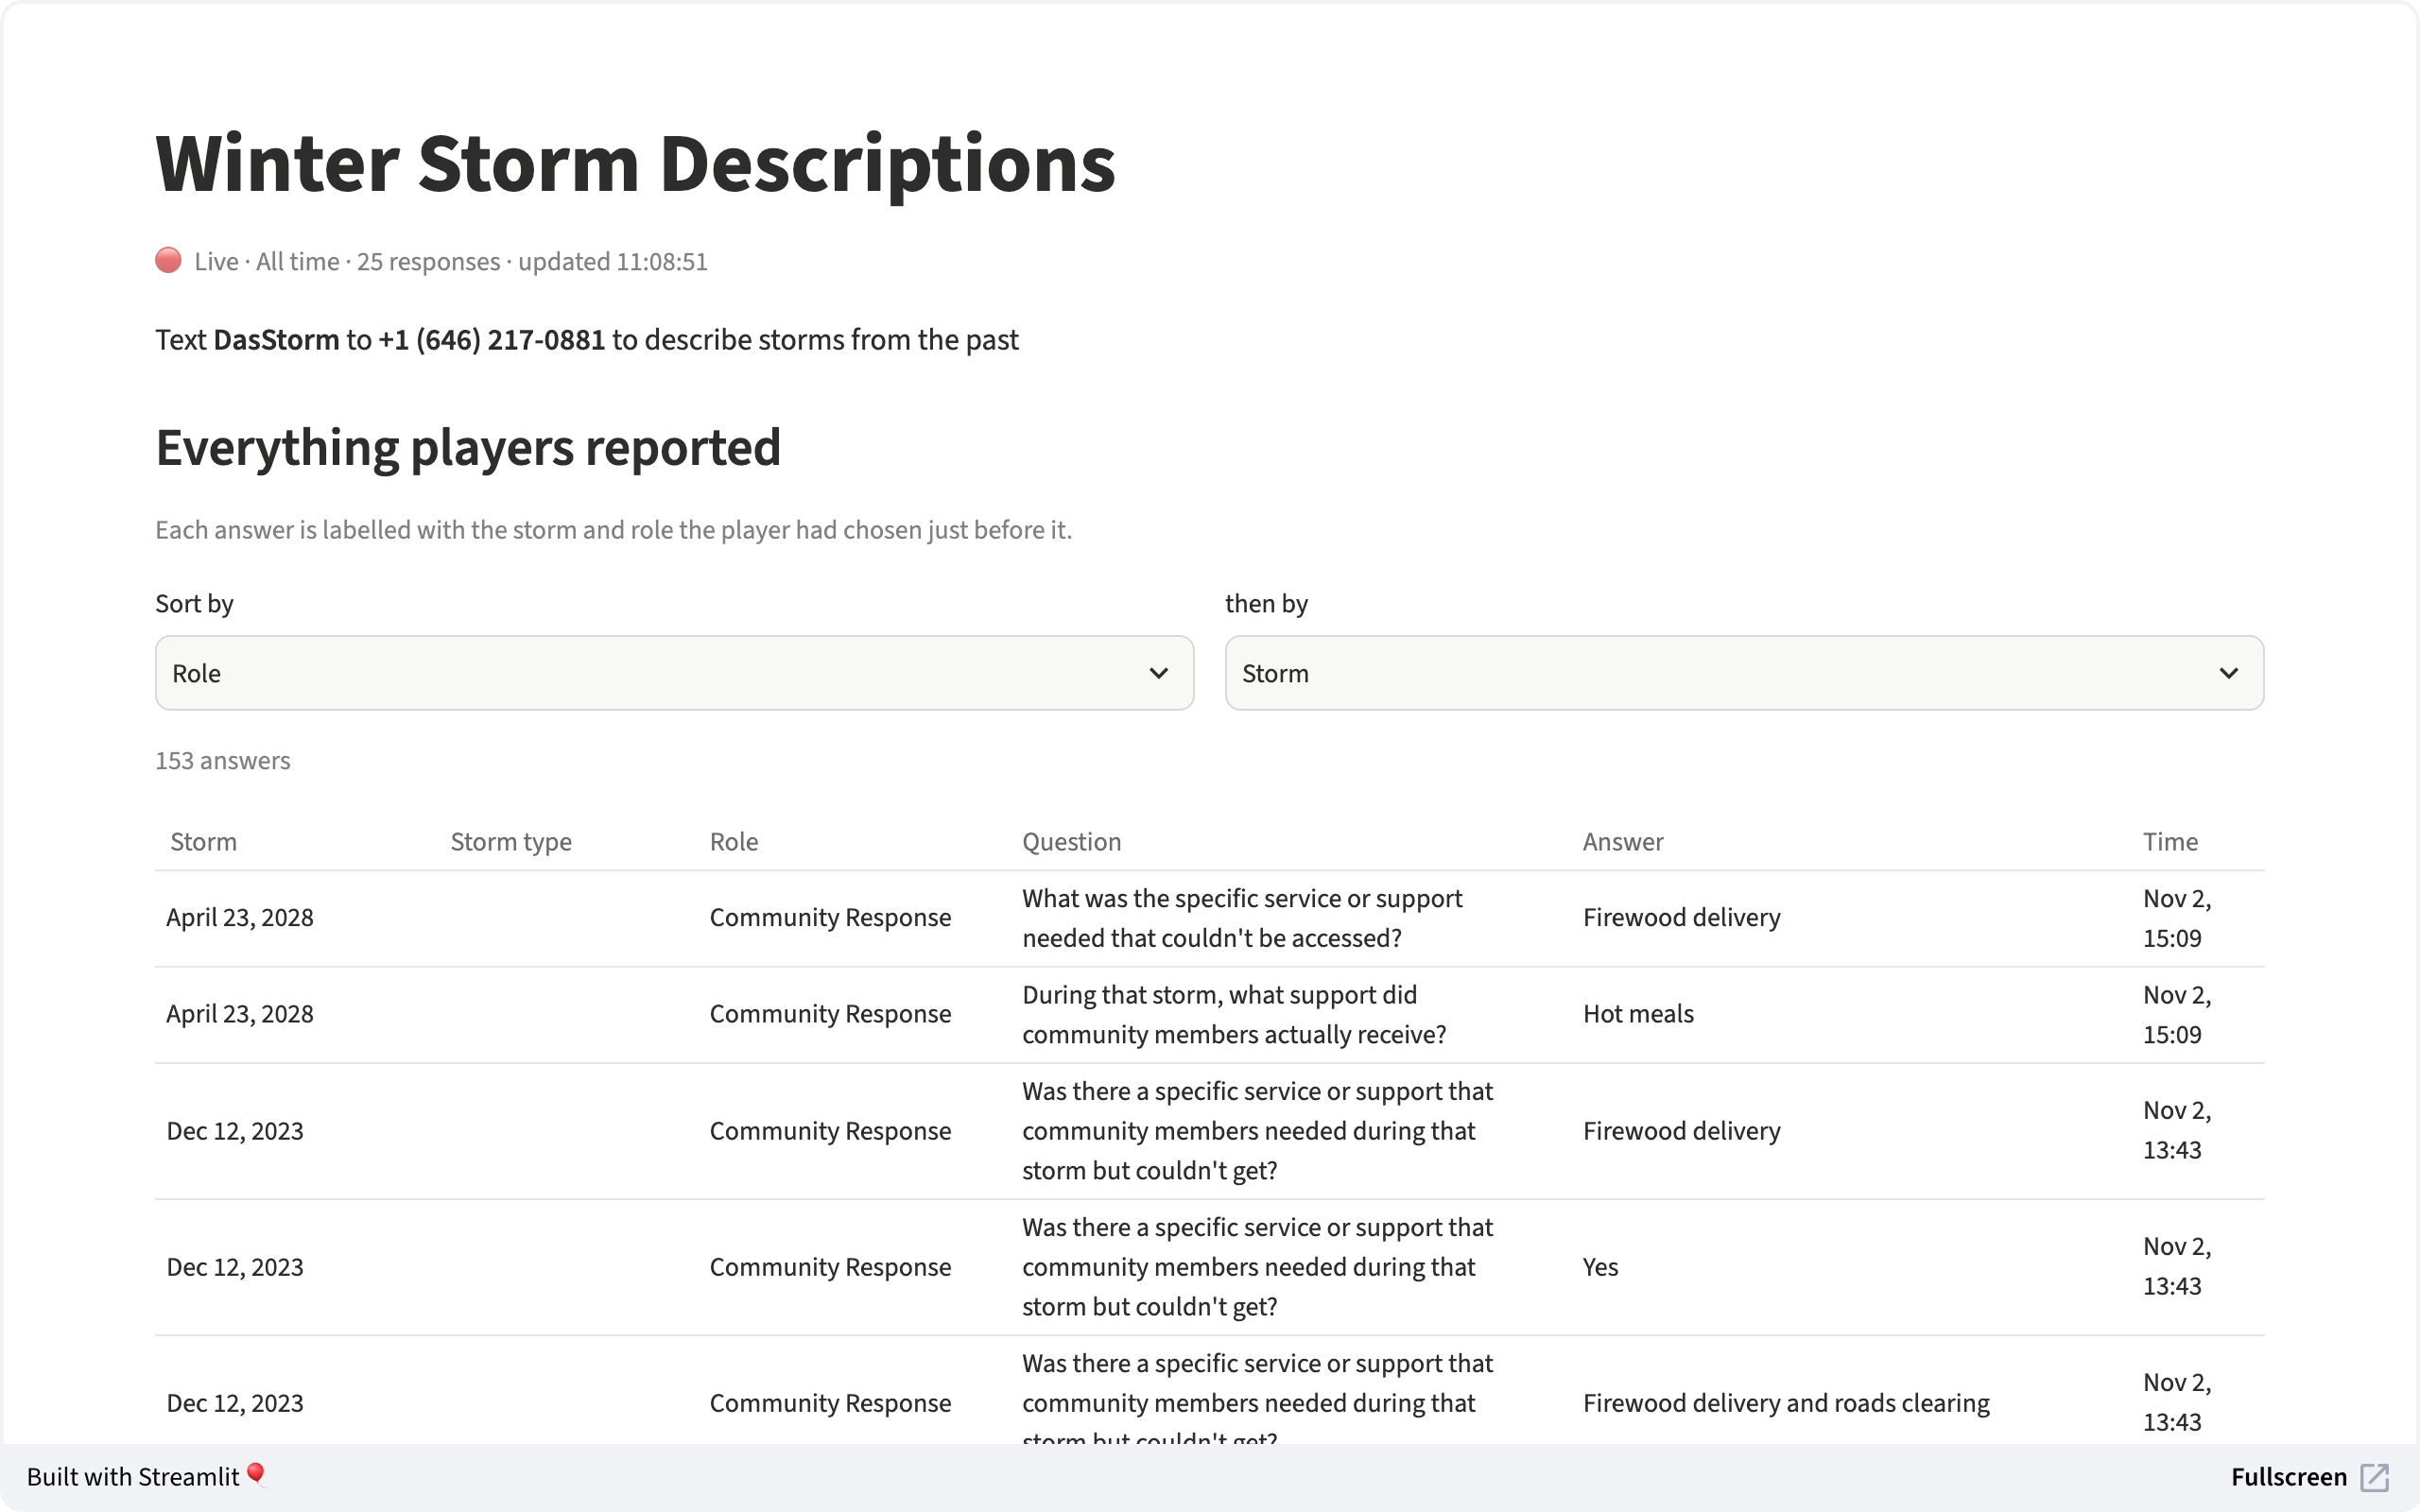 Winter Storm Descriptions
Live · All time · 25 responses · updated 11:08:51
Text DasStorm to +1 (646) 217-0881 to describe storms from the past
Everything players reported
Each answer is labelled with the storm and role the player had chosen just before it.
Sort by
then by
Role
Storm
153 answers
Storm Storm type Role Question Answer Time
April 23, 2028 Community Response What was the specific service or support needed that couldn't be accessed? Firewood delivery Nov 2, 15:09
April 23, 2028 Community Response During that storm, what support did community members actually receive? Hot meals Nov 2, 15:09
Dec 12, 2023 Community Response Was there a specific service or support that community members needed during that storm but couldn't get? Firewood delivery Nov 2, 13:43
Dec 12, 2023 Community Response Was there a specific service or support that community members needed during that storm but couldn't get? Yes Nov 2, 13:43
Dec 12, 2023 Community Response Was there a specific service or support that community members needed during that storm but couldn't get? Firewood delivery and roads clearing Nov 2, 13:43
Built with Streamlit
Fullscreen